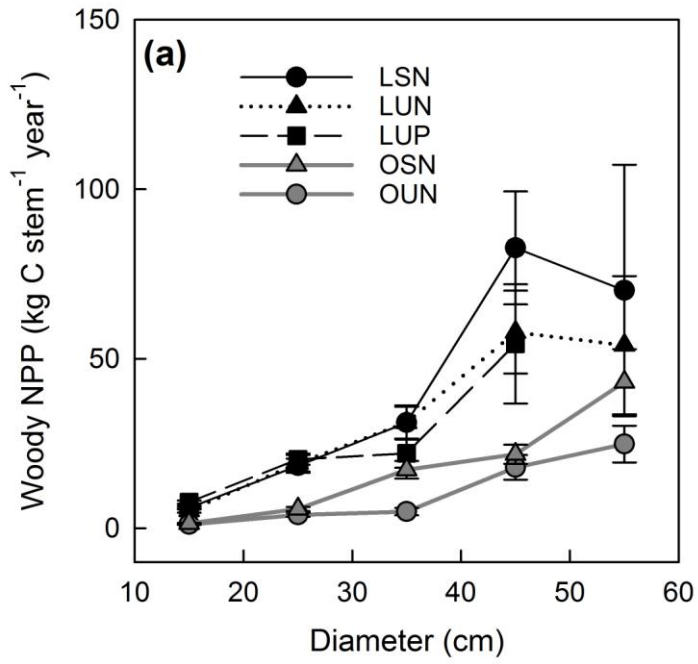 (a)
LSN
LUN
LUP
OSN
OUN
150
100
50
0
Woody NPP (kg C stem⁻¹ year⁻¹)
10 20 30 40 50 60
Diameter (cm)